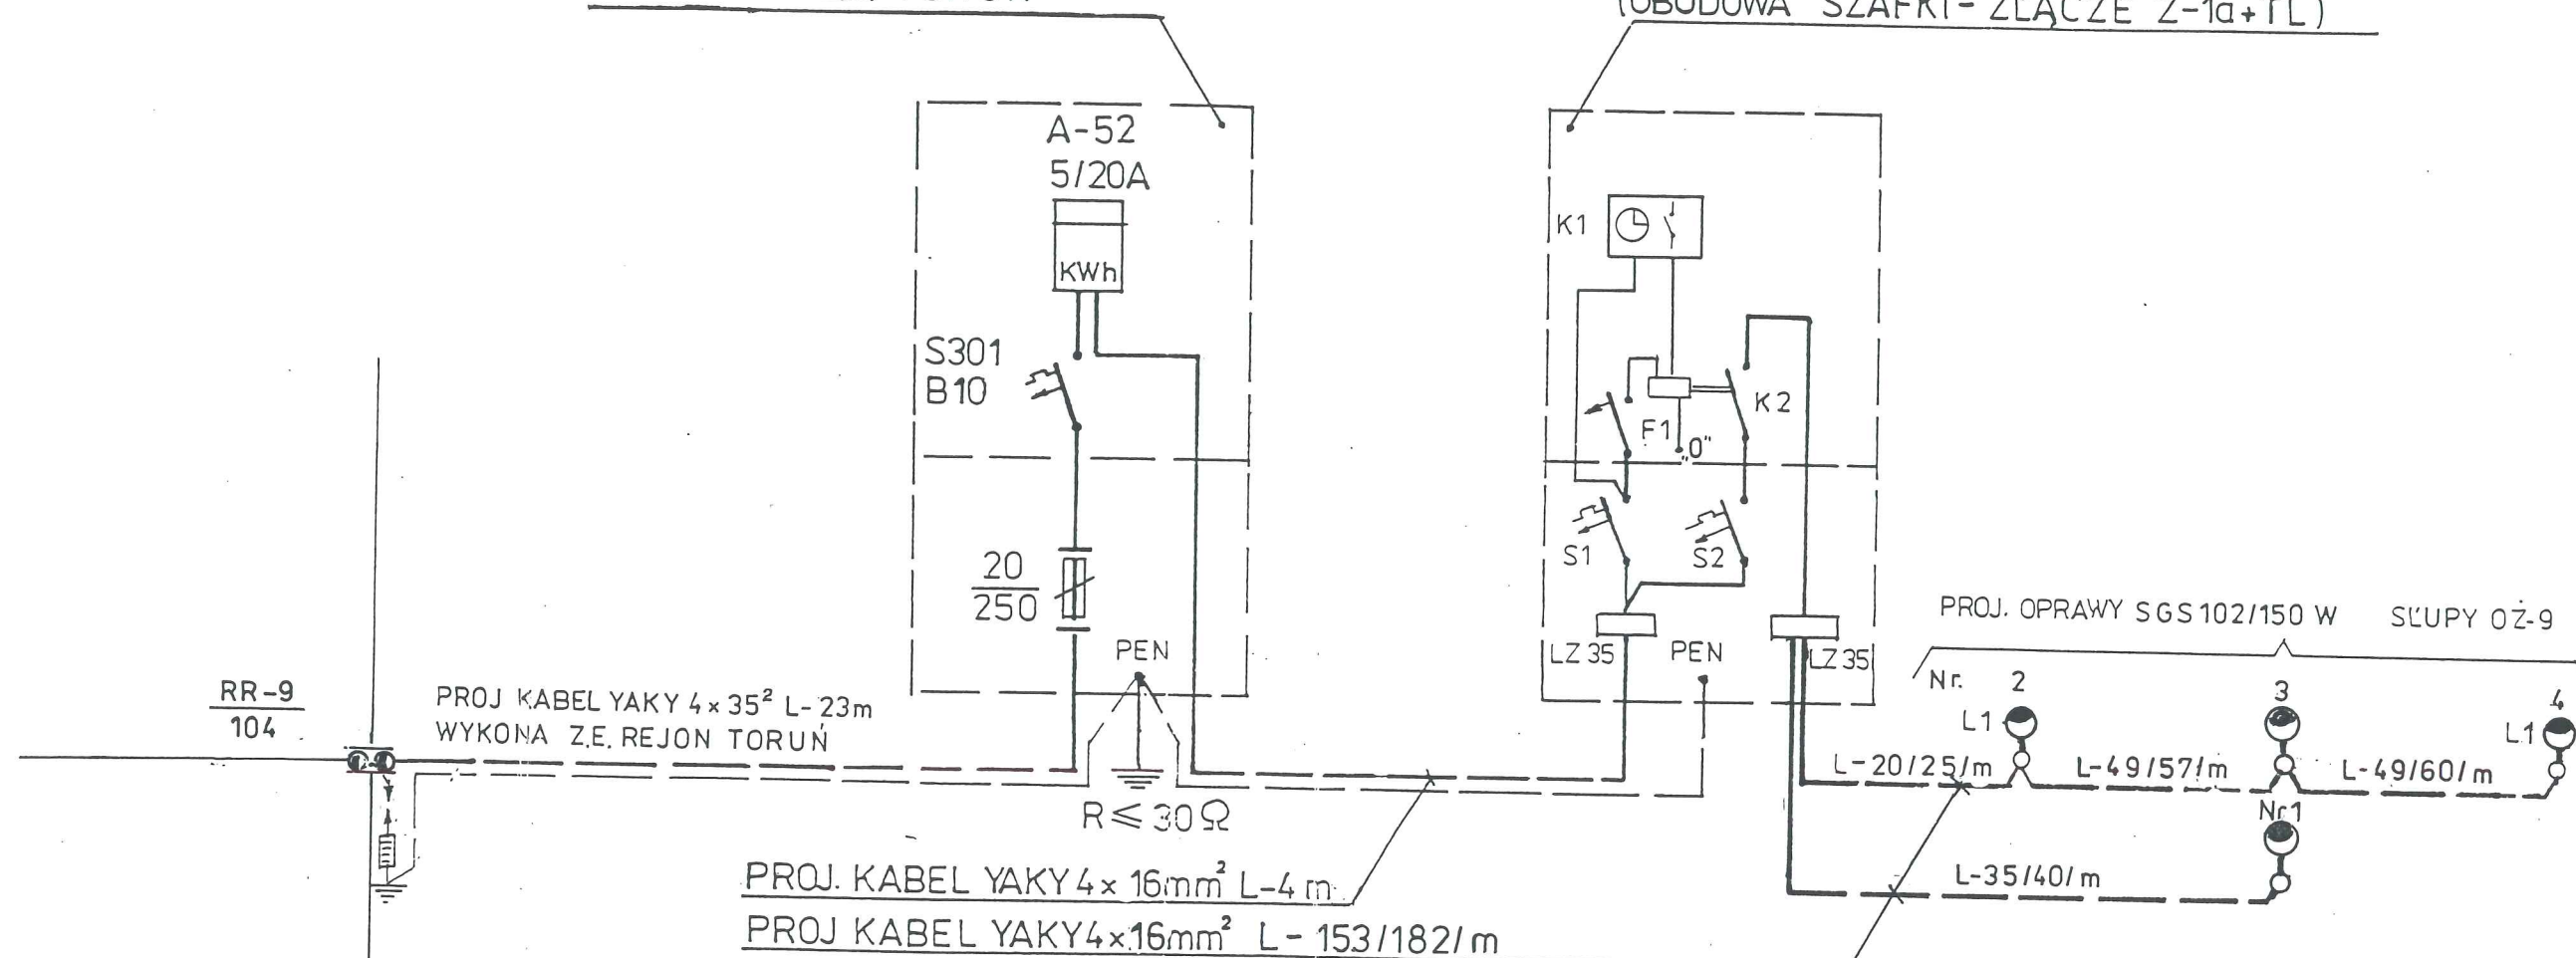 (OBUDOWA SZAFKI - ZŁĄCZE Z-1a+TL)
A-52
5/20A
KWh
S301
B10
20
250
PEN
R ≤ 30Ω
RR-9
104
PROJ KABEL YAKY 4×35² L-23m
WYKONA Z.E. REJON TORUŃ
K1
K2
F1
„0"
S1
S2
LZ 35
PEN
LZ 35
PROJ. OPRAWY SGS 102/150 W SŁUPY OŻ-9
Nr. 2
3
4
L1
L1
L-20/25/m
L-49/57/m
L-49/60/m
Nr1
L-35/40/m
PROJ. KABEL YAKY 4× 16mm² L-4 m
PROJ KABEL YAKY 4×16mm² L-153/182/m